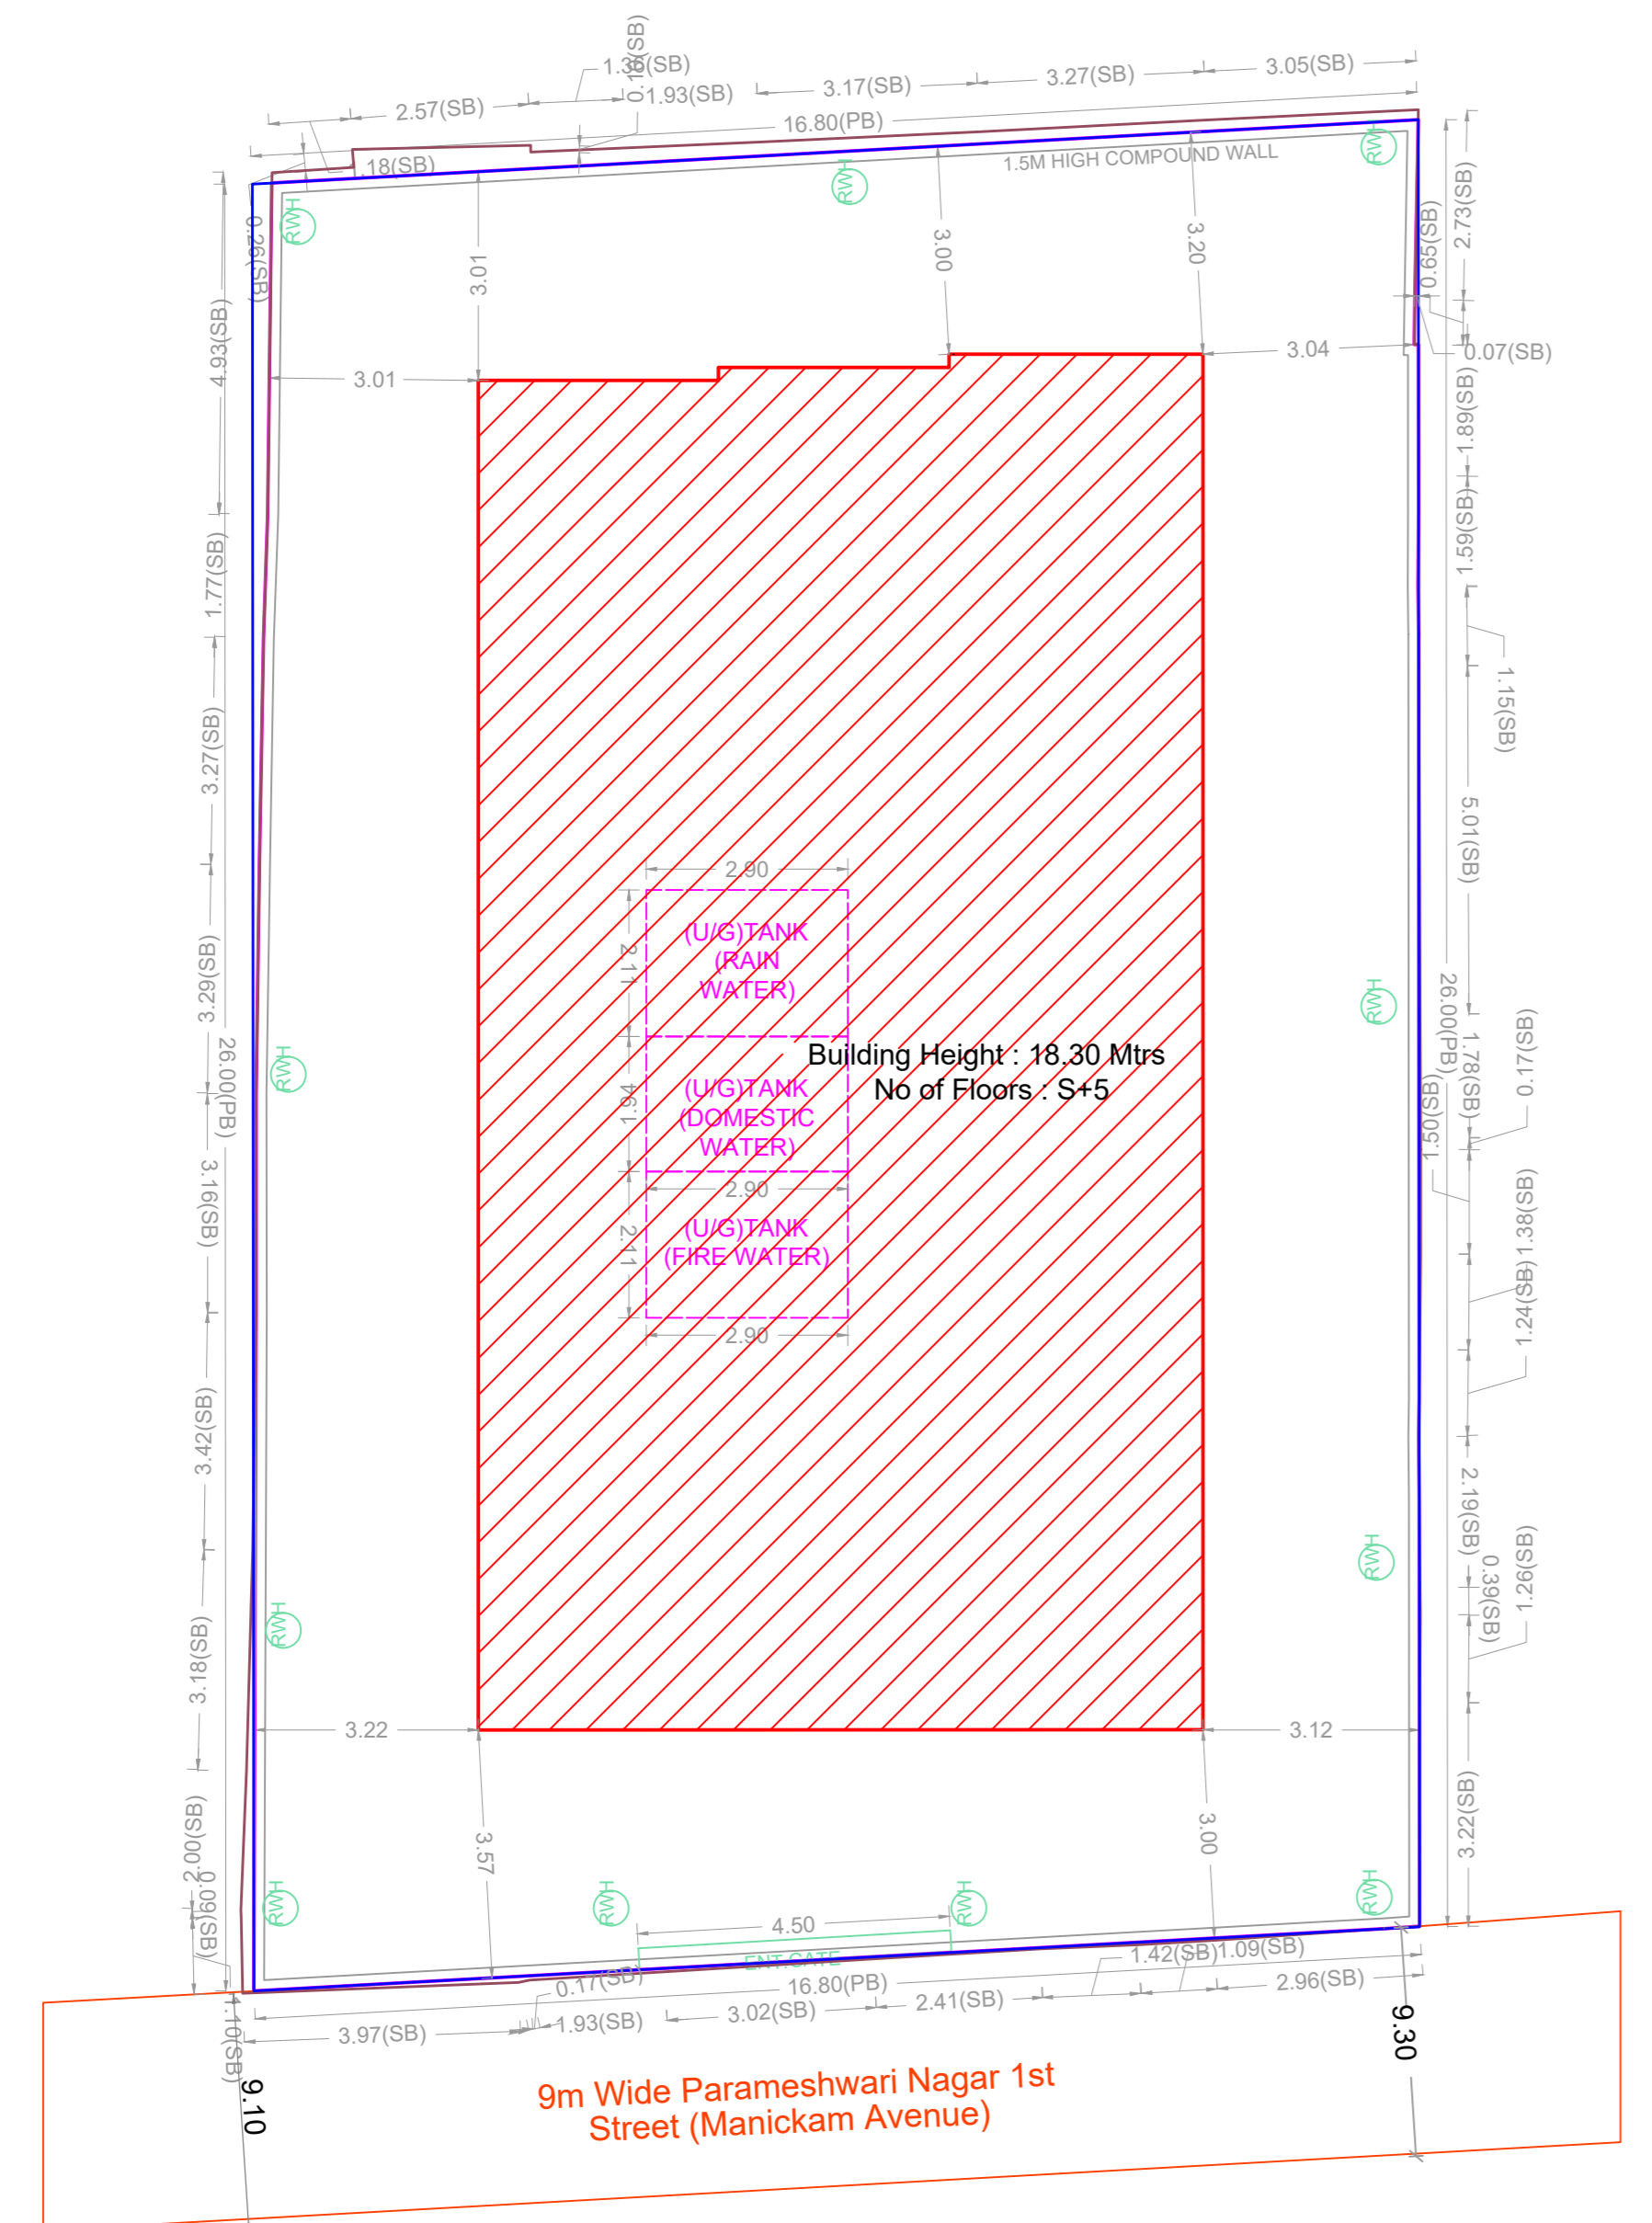 0.18(SB)
1.36(SB)
2.57(SB)
1.93(SB)
3.17(SB)
3.27(SB)
3.05(SB)
16.80(PB)
.18(SB)
1.5M HIGH COMPOUND WALL
RWH
RWH
RWH
0.26(SB)
4.93(SB)
3.01
3.00
3.20
0.65(SB)
2.73(SB)
3.01
3.04
0.07(SB)
1.89(SB)
1.59(SB)
1.77(SB)
1.15(SB)
3.27(SB)
5.01(SB)
2.90
2.11
(U/G)TANK
(RAIN
WATER)
3.29(SB)
26.00(PB)
RWH
RWH
26.00(PB)
1.78(SB)
0.17(SB)
Building Height : 18.30 Mtrs
No of Floors : S+5
1.94
(U/G)TANK
(DOMESTIC
WATER)
1.50(SB)
3.16(SB)
2.90
1.38(SB)
2.11
(U/G)TANK
(FIRE WATER)
1.24(SB)
2.90
3.42(SB)
2.19(SB)
RWH
0.39(SB)
1.26(SB)
RWH
3.18(SB)
3.22
3.12
3.22(SB)
2.00(SB)
3.57
3.00
0.09(SB)
RWH
RWH
RWH
RWH
4.50
ENT.GATE
1.42(SB)
1.09(SB)
0.17(SB)
16.80(PB)
2.96(SB)
3.97(SB)
1.93(SB)
3.02(SB)
2.41(SB)
1.10(SB)
9.10
9.30
9m Wide Parameshwari Nagar 1st
Street (Manickam Avenue)